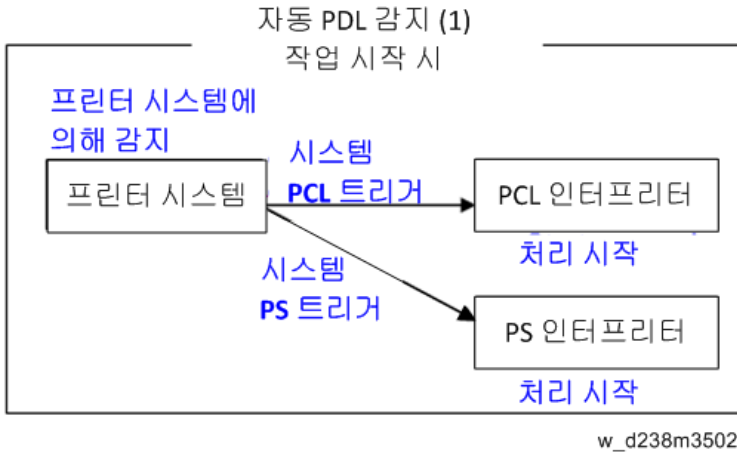 자동 PDL 감지 (1)
작업 시작 시
프린터 시스템에
의해 감지
시스템
PCL 트리거
프린터 시스템
PCL 인터프리터
처리 시작
시스템
PS 트리거
PS 인터프리터
처리 시작
w_d238m3502